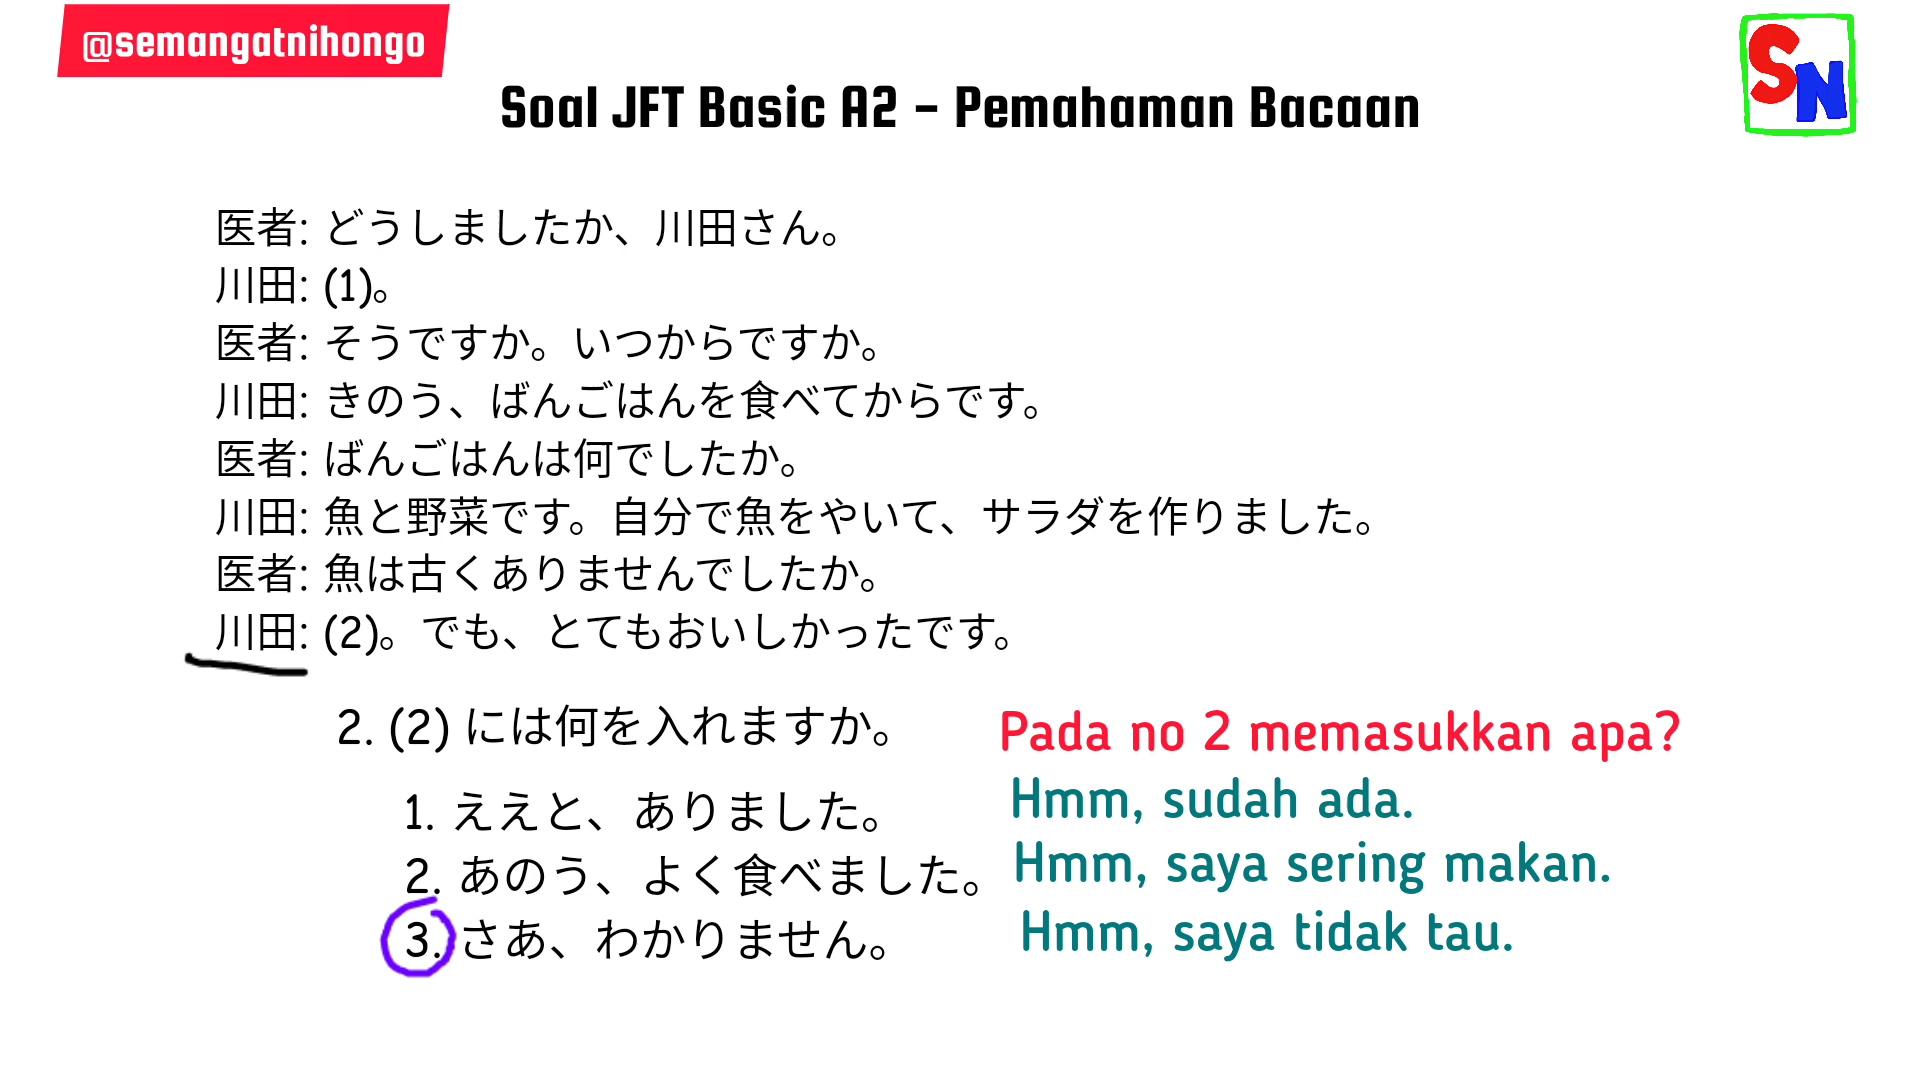 @semangatnihongo
SN
Soal JFT Basic A2 - Pemahaman Bacaan
医者: どうしましたか、川田さん。
川田: (1)。
医者: そうですか。いつからですか。
川田: きのう、ばんごはんを食べてからです。
医者: ばんごはんは何でしたか。
川田: 魚と野菜です。自分で魚をやいて、サラダを作りました。
医者: 魚は古くありませんでしたか。
川田: (2)。でも、とてもおいしかったです。
2. (2) には何を入れますか。
Pada no 2 memasukkan apa?
1. ええと、ありました。
Hmm, sudah ada.
2. あのう、よく食べました。
Hmm, saya sering makan.
3. さあ、わかりません。
Hmm, saya tidak tau.